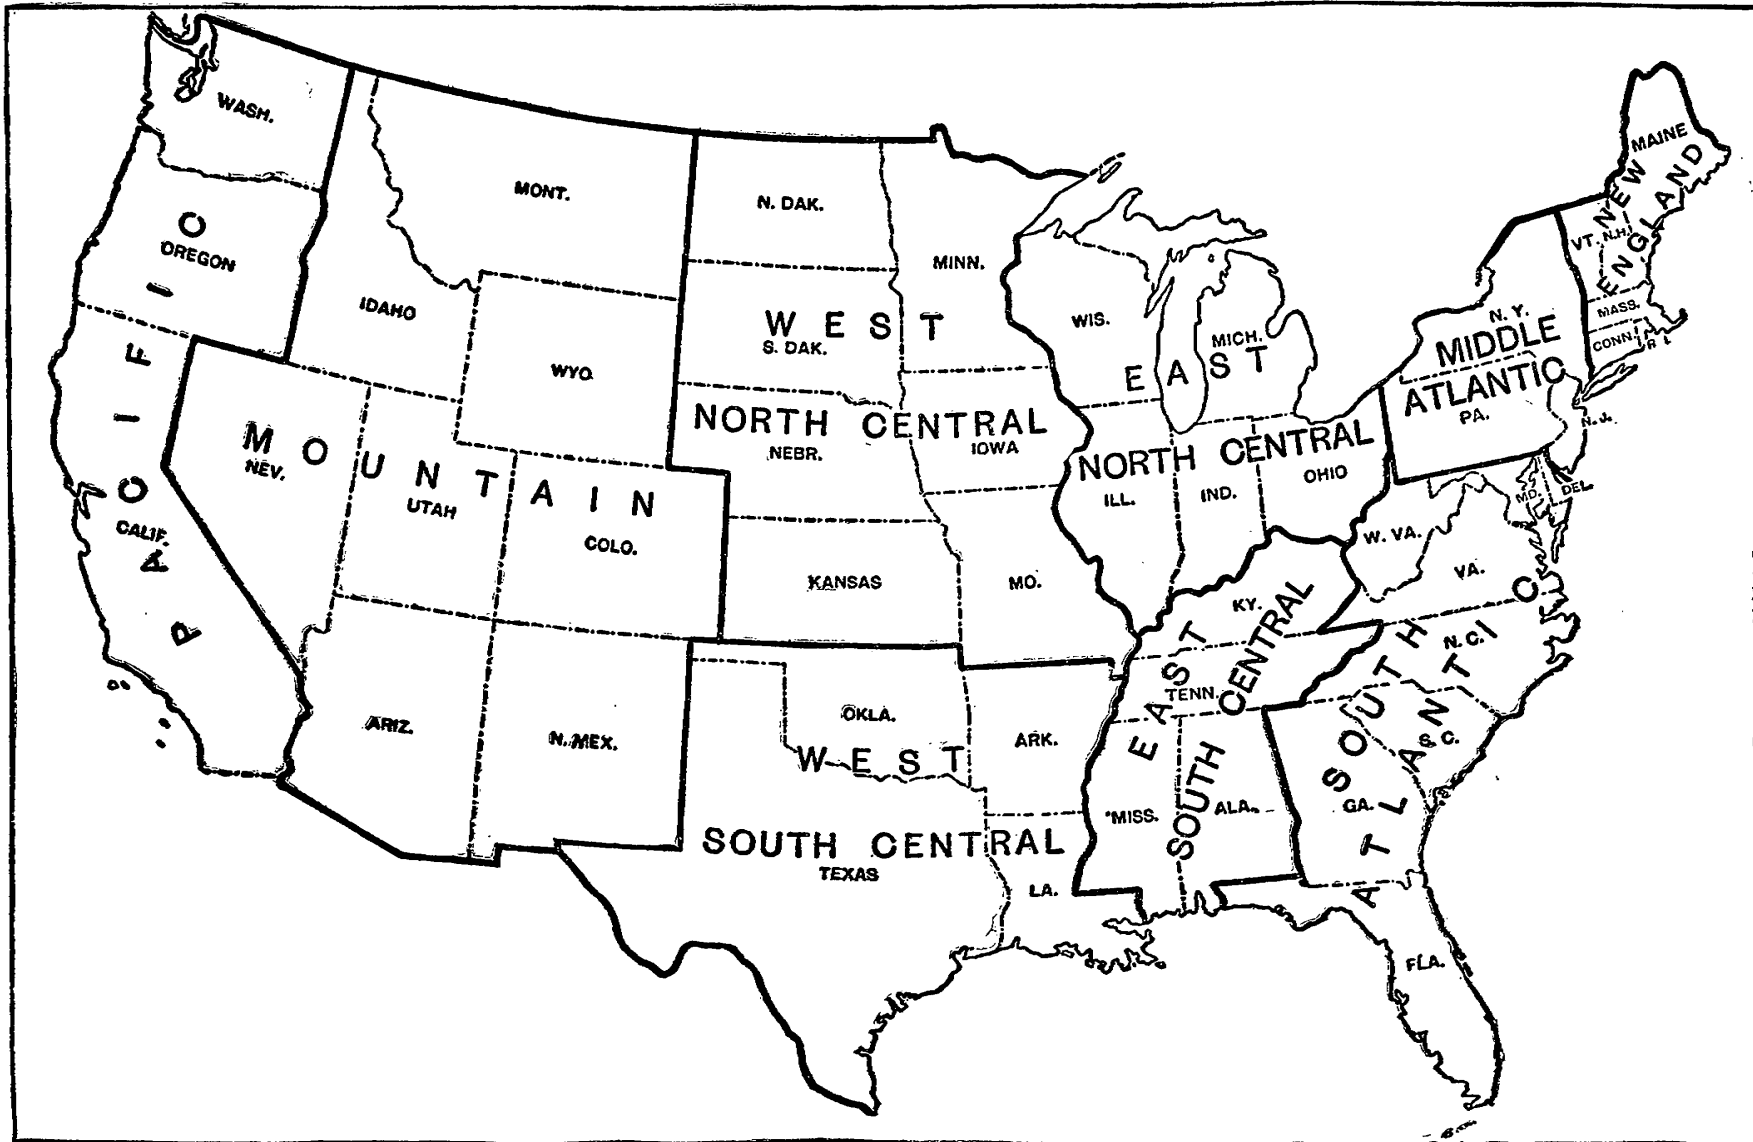 WASH.
OREGON
CALIF.
PACIFIC
MONT.
IDAHO
WYO.
NEV.
UTAH
COLO.
ARIZ.
N. MEX.
MOUNTAIN
N. DAK.
MINN.
S. DAK.
NEBR.
IOWA
KANSAS
MO.
WEST
NORTH CENTRAL
WIS.
MICH.
ILL.
IND.
OHIO
EAST
NORTH CENTRAL
OKLA.
ARK.
TEXAS
LA.
WEST
SOUTH CENTRAL
KY.
TENN.
MISS.
ALA.
EAST
SOUTH CENTRAL
W. VA.
VA.
MD.
DEL.
N. C.
S. C.
GA.
FLA.
SOUTH
ATLANTIC
N. Y.
PA.
N. J.
MIDDLE
ATLANTIC
MAINE
VT.
N.H.
MASS.
CONN.
R. I.
NEW
ENGLAND